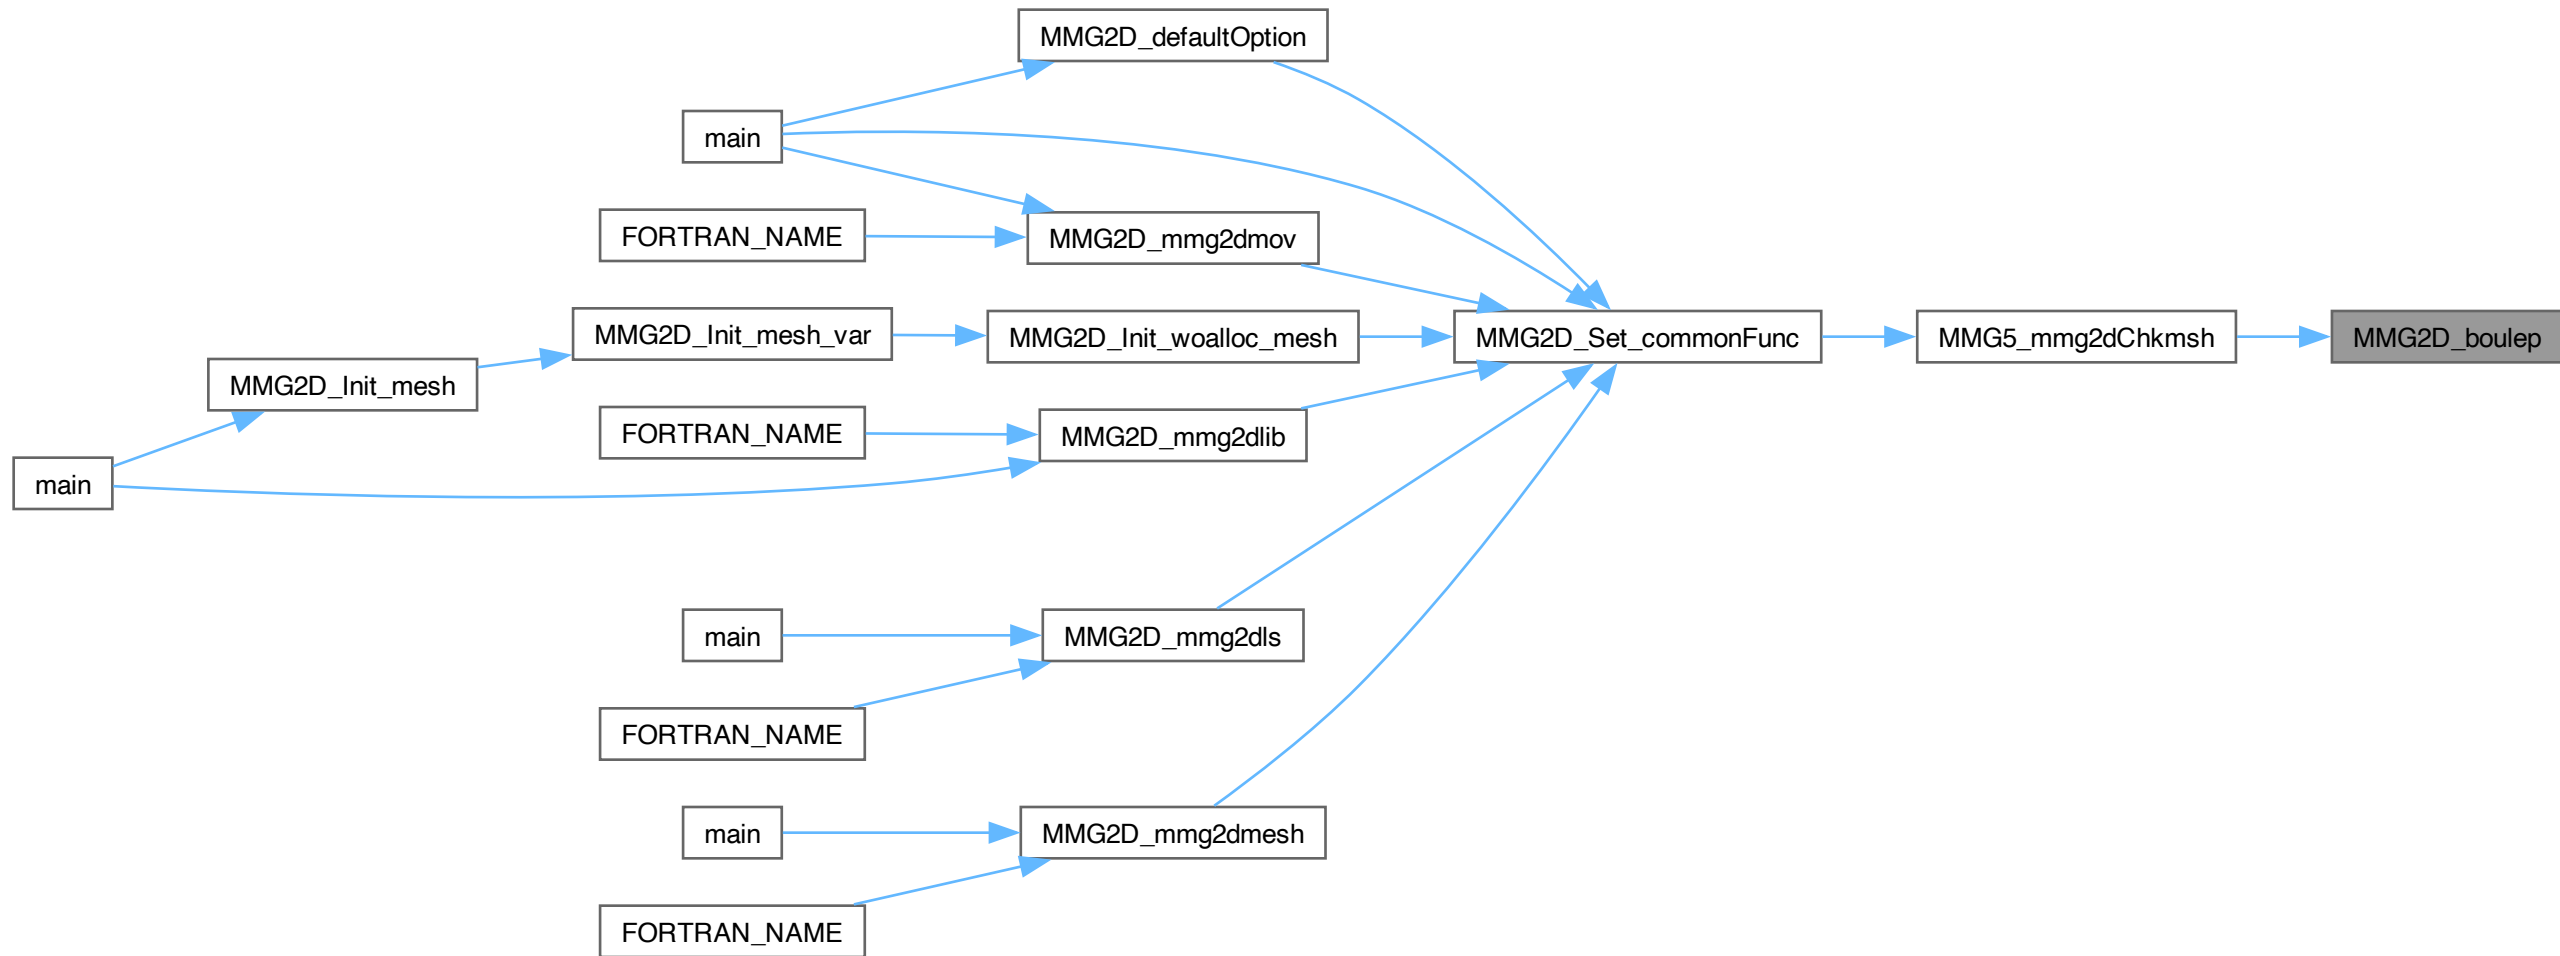 MMG2D_defaultOption
main
FORTRAN_NAME
MMG2D_mmg2dmov
MMG2D_Init_mesh_var
MMG2D_Init_woalloc_mesh
MMG2D_Set_commonFunc
MMG5_mmg2dChkmsh
MMG2D_boulep
MMG2D_Init_mesh
FORTRAN_NAME
MMG2D_mmg2dlib
main
main
MMG2D_mmg2dls
FORTRAN_NAME
main
MMG2D_mmg2dmesh
FORTRAN_NAME